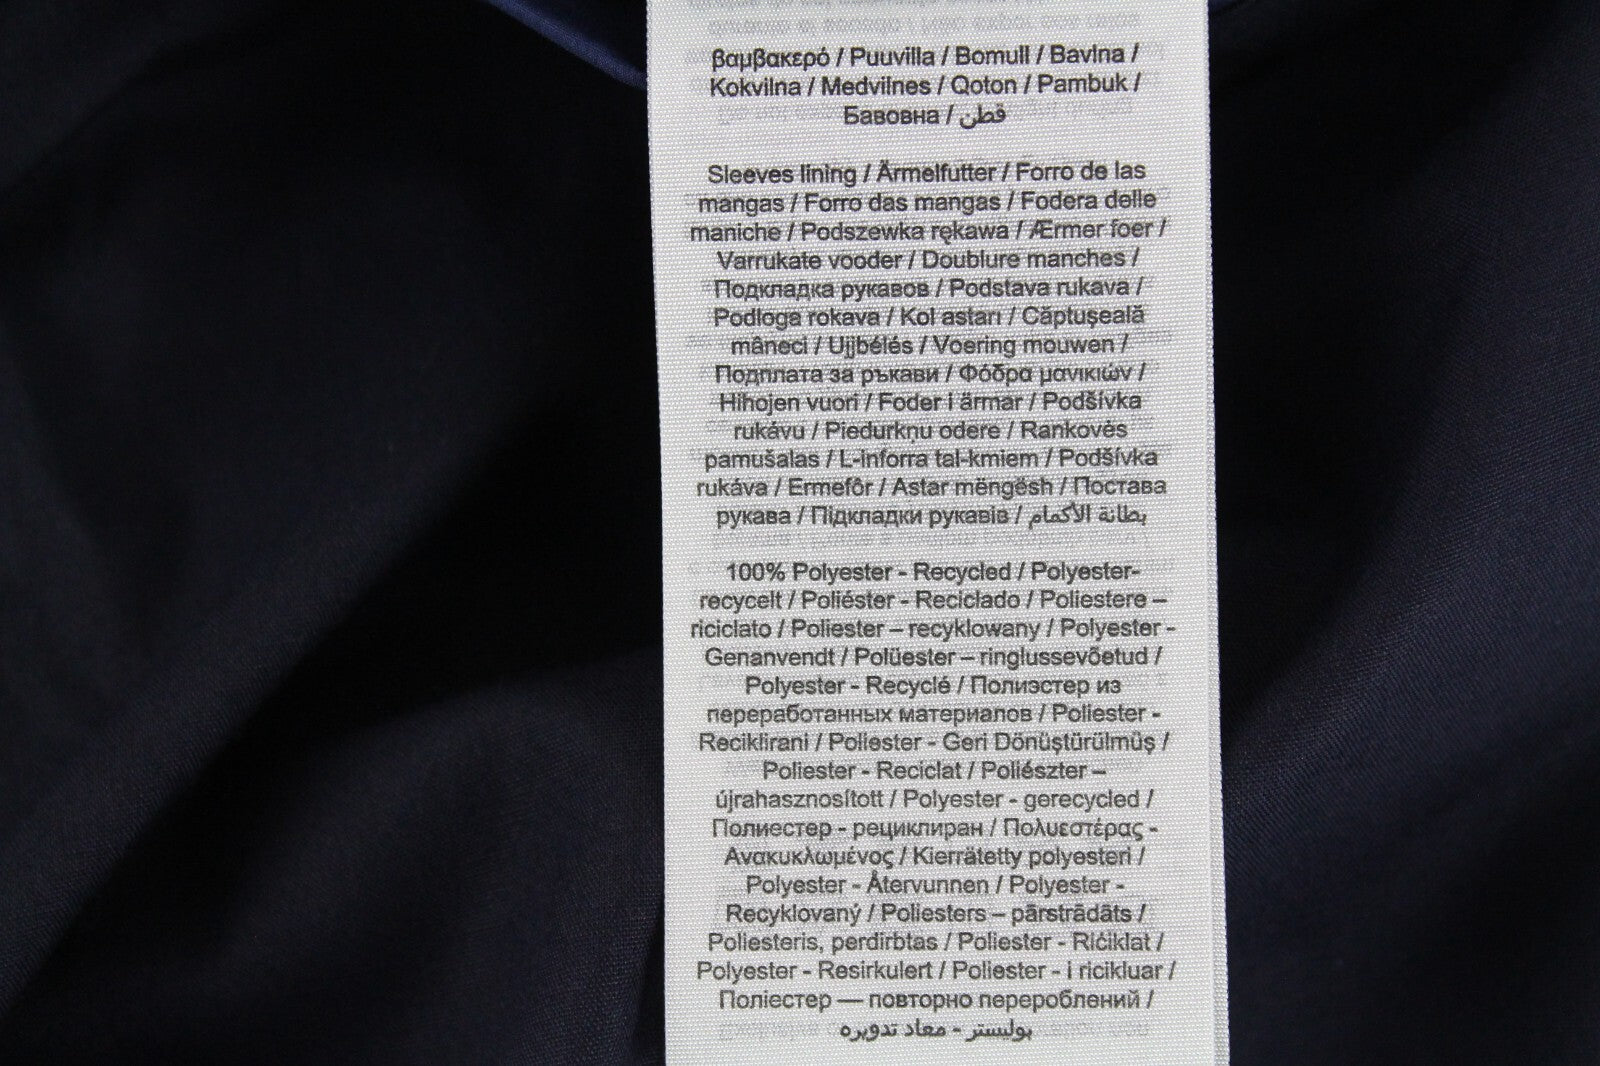 βαμβακερό / Puuvilla / Bomull / Bavlna /
Kokvilna / Medvilnes / Qoton / Pambuk /
Бавовна / قطن
Sleeves lining / Ärmelfutter / Forro de las
mangas / Forro das mangas / Fodera delle
maniche / Podszewka rękawa / Ærmer foer /
Varrukate vooder / Doublure manches /
Подкладка рукавов / Podstava rukava /
Podloga rokava / Kol astarı / Căptușeală
mâneci / Ujjbélés / Voering mouwen /
Подплата за ръкави / Φόδρα μανικιών /
Hihojen vuori / Foder i ärmar / Podšívka
rukávu / Piedurkņu odere / Rankovės
pamušalas / L-inforra tal-kmiem / Podšívka
rukáva / Ermefôr / Astar mëngësh / Постава
рукава / Підкладки рукавів / بطانة الأكمام
100% Polyester - Recycled / Polyester-
recycelt / Poliéster - Reciclado / Poliestere –
riciclato / Poliester – recyklowany / Polyester -
Genanvendt / Polüester – ringlussevõetud /
Polyester - Recyclé / Полиэстер из
переработанных материалов / Poliester -
Reciklirani / Poliester - Geri Dönüştürülmüş /
Poliester - Reciclat / Poliészter –
újrahasznosított / Polyester - gerecycled /
Полиестер - рециклиран / Πολυεστέρας -
Ανακυκλωμένος / Kierrätetty polyesteri /
Polyester - Återvunnen / Polyester -
Recyklovaný / Poliesters – pārstrādāts /
Poliesteris, perdirbtas / Poliester - Riċiklat /
Polyester - Resirkulert / Poliester - i ricikluar /
Поліестер — повторно перероблений /
بوليستر - معاد تدويره